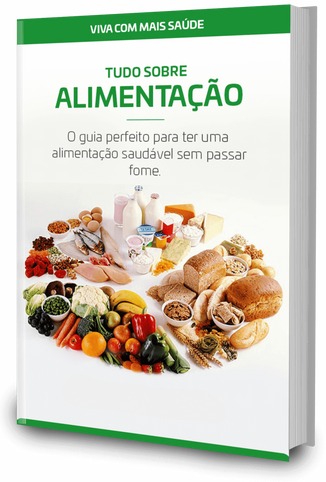 VIVA COM MAIS SAÚDE
TUDO SOBRE
ALIMENTAÇÃO
O guia perfeito para ter uma
alimentação saudável sem passar
fome.